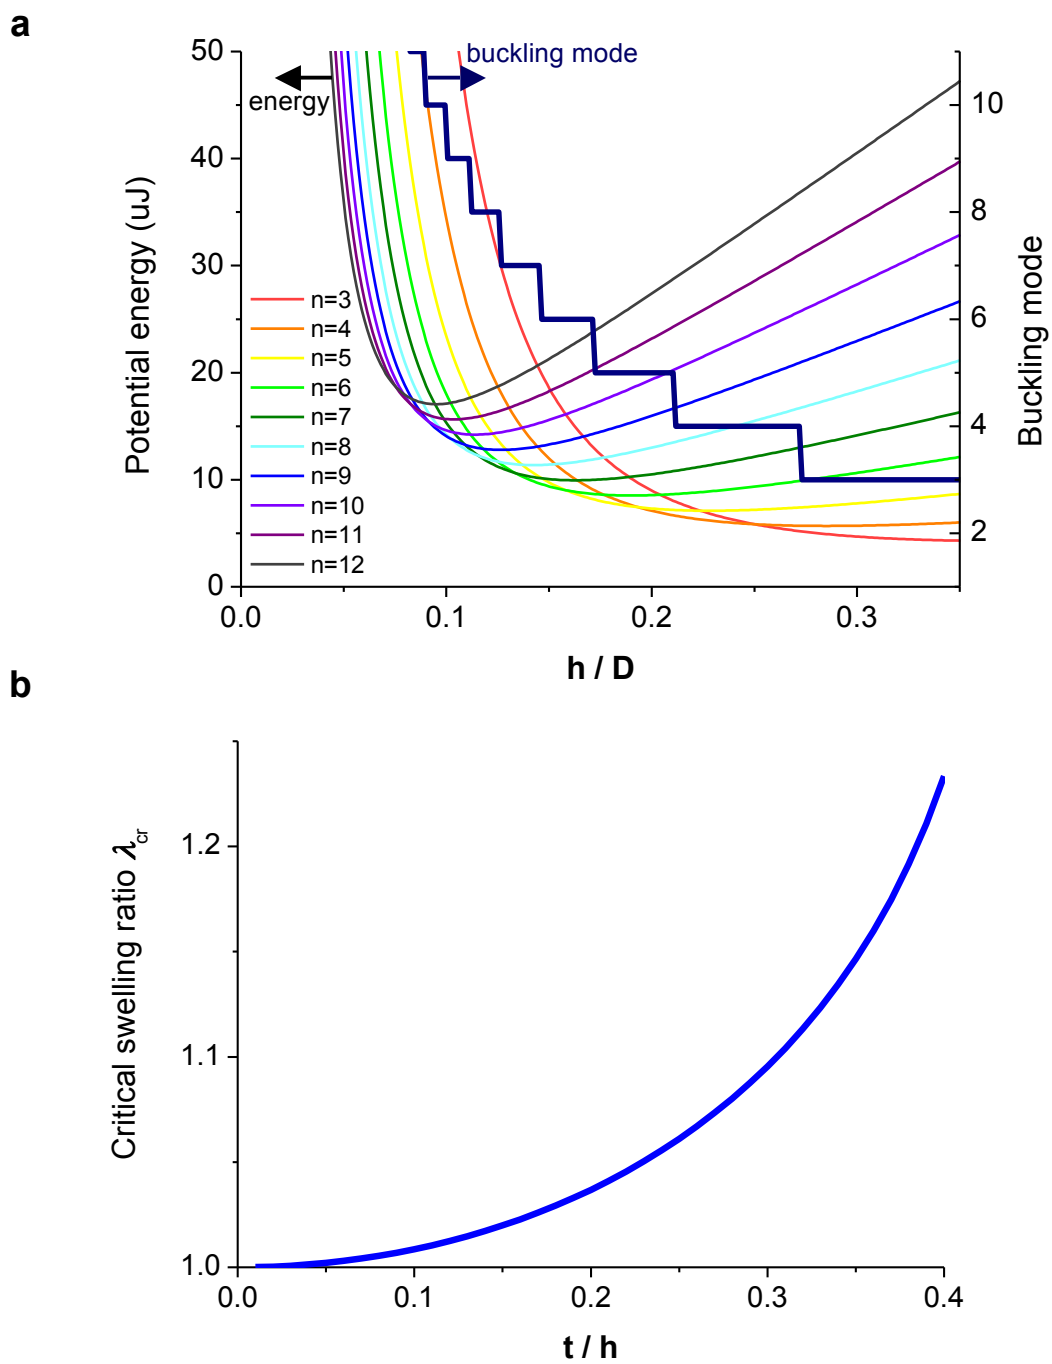 a
50
40
30
20
10
0
Potential energy (uJ)
energy
buckling mode
n=3
n=4
n=5
n=6
n=7
n=8
n=9
n=10
n=11
n=12
10
8
6
4
2
Buckling mode
0.0
0.1
0.2
0.3
h / D
b
1.2
1.1
1.0
Critical swelling ratio λcr
0.0
0.1
0.2
0.3
0.4
t / h